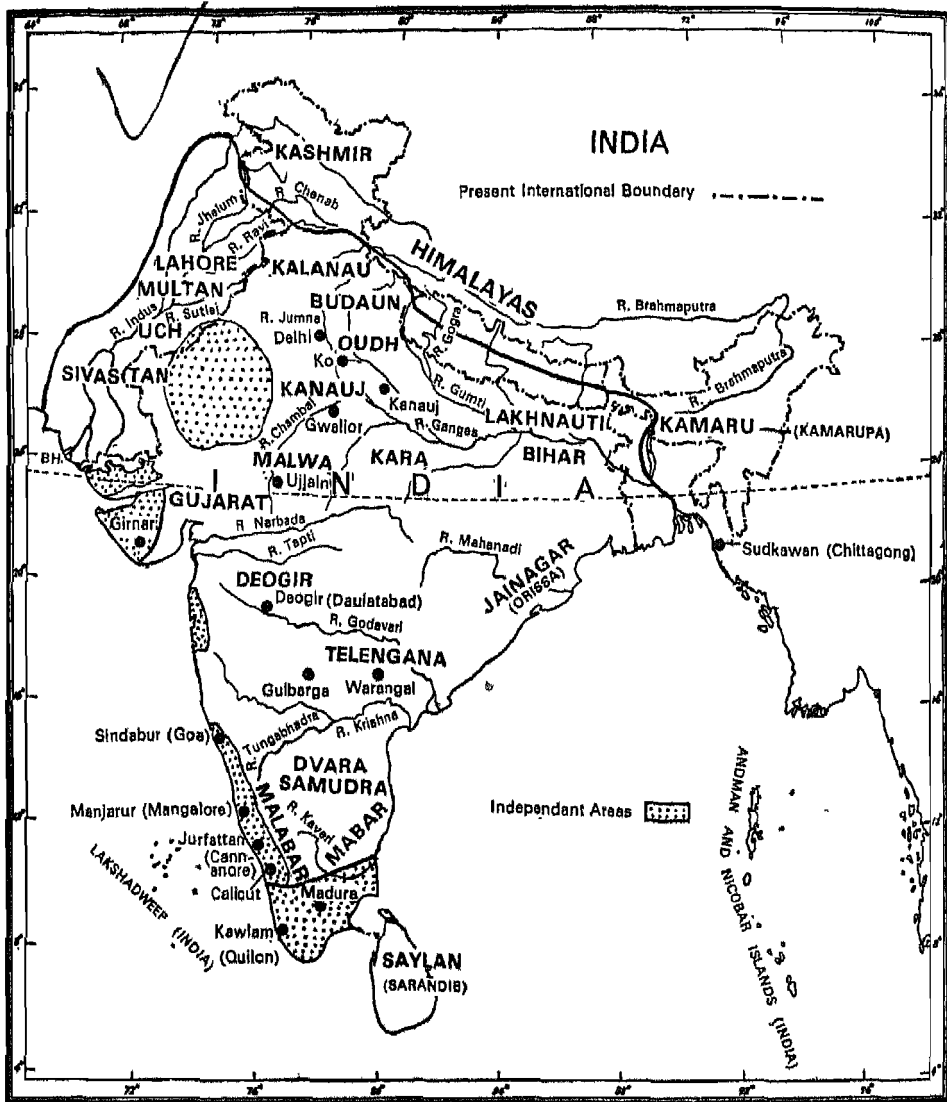 INDIA
Present International Boundary
KASHMIR
R. Chenab
R. Jhelum
R. Ravi
LAHORE
KALANAU
HIMALAYAS
MULTAN
BUDAUN
R. Brahmaputra
R. Indus
R. Sutlej
UCH
R. Jumna
Delhi
OUDH
R. Gogra
Ko
SIVASTAN
KANAUJ
Kanauj
R. Gumti
R. Brahmaputra
R. Chambal
Gwalior
R. Ganges
LAKHNAUTI
KAMARU
(KAMARUPA)
BH.
MALWA
KARA
BIHAR
Ujjain
I N D I A
GUJARAT
Girnar
R Narbada
R. Tapti
R. Mahanadi
Sudkawan (Chittagong)
JAINAGAR
(ORISSA)
DEOGIR
Deogir (Daulatabad)
R. Godavari
TELENGANA
Gulbarga
Warangal
Sindabur (Goa)
R. Tungabhadra
R. Krishna
DVARA
SAMUDRA
Independant Areas
Manjarur (Mangalore)
MALABAR
R. Kaveri
MABAR
Jurfattan
(Cann-
anore)
Calicut
Madura
LAKSHADWEEP (INDIA)
Kawlam
(Quilon)
SAYLAN
(SARANDIB)
ANDMAN AND NICOBAR ISLANDS (INDIA)